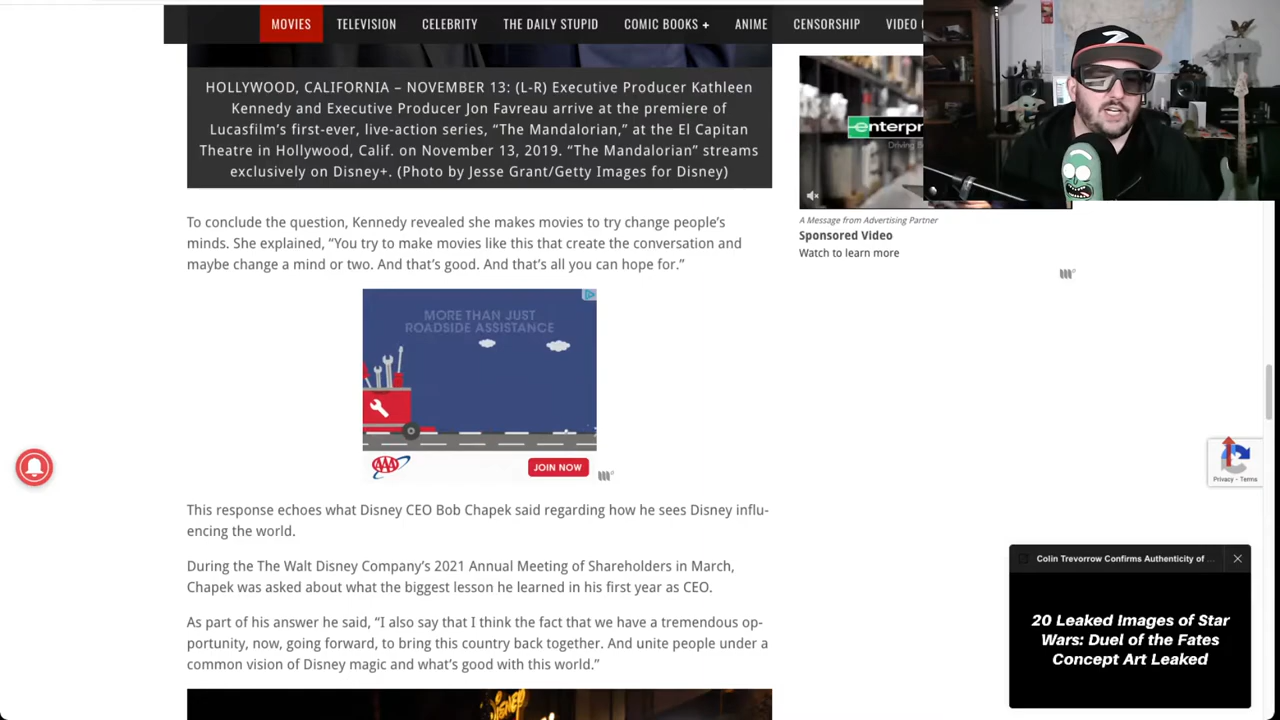 MOVIES TELEVISION CELEBRITY THE DAILY STUPID COMIC BOOKS + ANIME CENSORSHIP VIDEO
HOLLYWOOD, CALIFORNIA – NOVEMBER 13: (L-R) Executive Producer Kathleen
Kennedy and Executive Producer Jon Favreau arrive at the premiere of
Lucasfilm's first-ever, live-action series, “The Mandalorian,” at the El Capitan
Theatre in Hollywood, Calif. on November 13, 2019. “The Mandalorian” streams
exclusively on Disney+. (Photo by Jesse Grant/Getty Images for Disney)
To conclude the question, Kennedy revealed she makes movies to try change people's
minds. She explained, “You try to make movies like this that create the conversation and
maybe change a mind or two. And that's good. And that's all you can hope for.”
MORE THAN JUST
ROADSIDE ASSISTANCE
AAA
JOIN NOW
This response echoes what Disney CEO Bob Chapek said regarding how he sees Disney influ-
encing the world.
During the The Walt Disney Company's 2021 Annual Meeting of Shareholders in March,
Chapek was asked about what the biggest lesson he learned in his first year as CEO.
As part of his answer he said, “I also say that I think the fact that we have a tremendous op-
portunity, now, going forward, to bring this country back together. And unite people under a
common vision of Disney magic and what's good with this world.”
enterpr
Driving
A Message from Advertising Partner
Sponsored Video
Watch to learn more
Privacy - Terms
Colin Trevorrow Confirms Authenticity of ...
20 Leaked Images of Star
Wars: Duel of the Fates
Concept Art Leaked